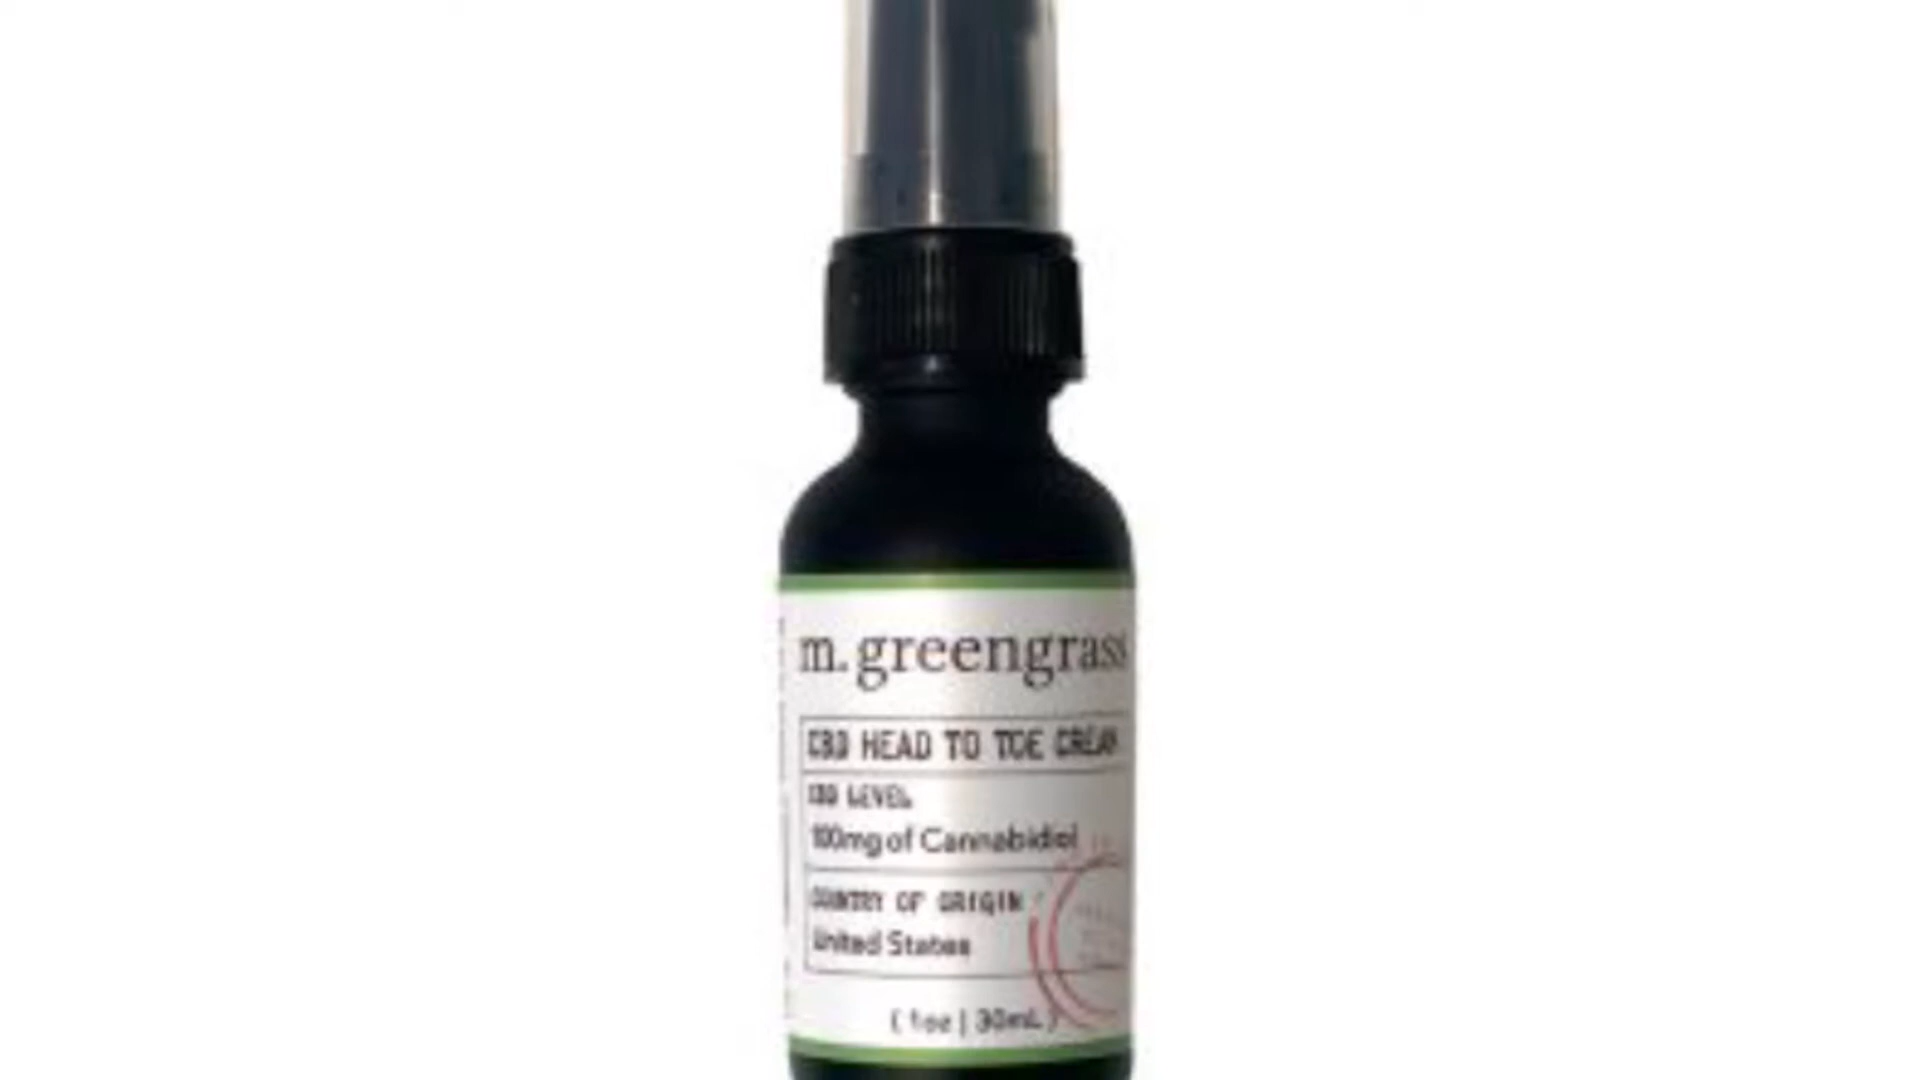 m. greengrass
CBD HEAD TO TOE CREAM
CBD LEVEL
100mg of Cannabidiol
COUNTRY OF ORIGIN
United States
( 1oz | 30mL )